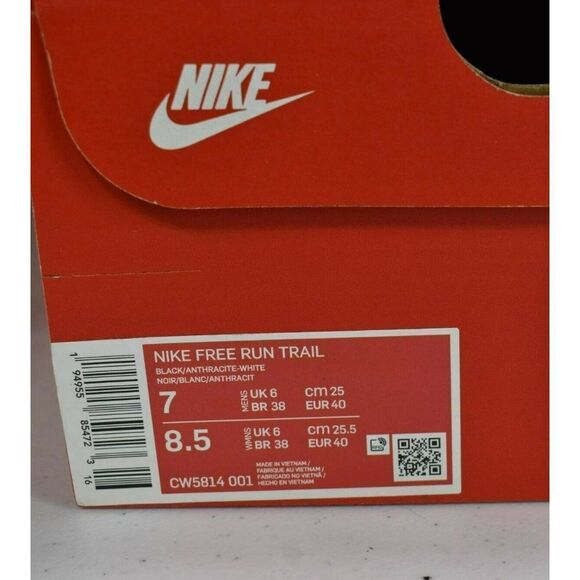 NIKE
NIKE FREE RUN TRAIL
BLACK/ANTHRACITE-WHITE
NOIR/BLANC/ANTHRACIT
7 MENS UK 6 CM 25
BR 38 EUR 40
8.5 WMNS UK 6 CM 25.5
BR 38 EUR 40
MADE IN VIETNAM /
FABRIQUE AU VIETNAM /
FABRICADO NO VIETNÃ /
HECHO EN VIETNAM
CW5814 001
1 94955 85472 3 16